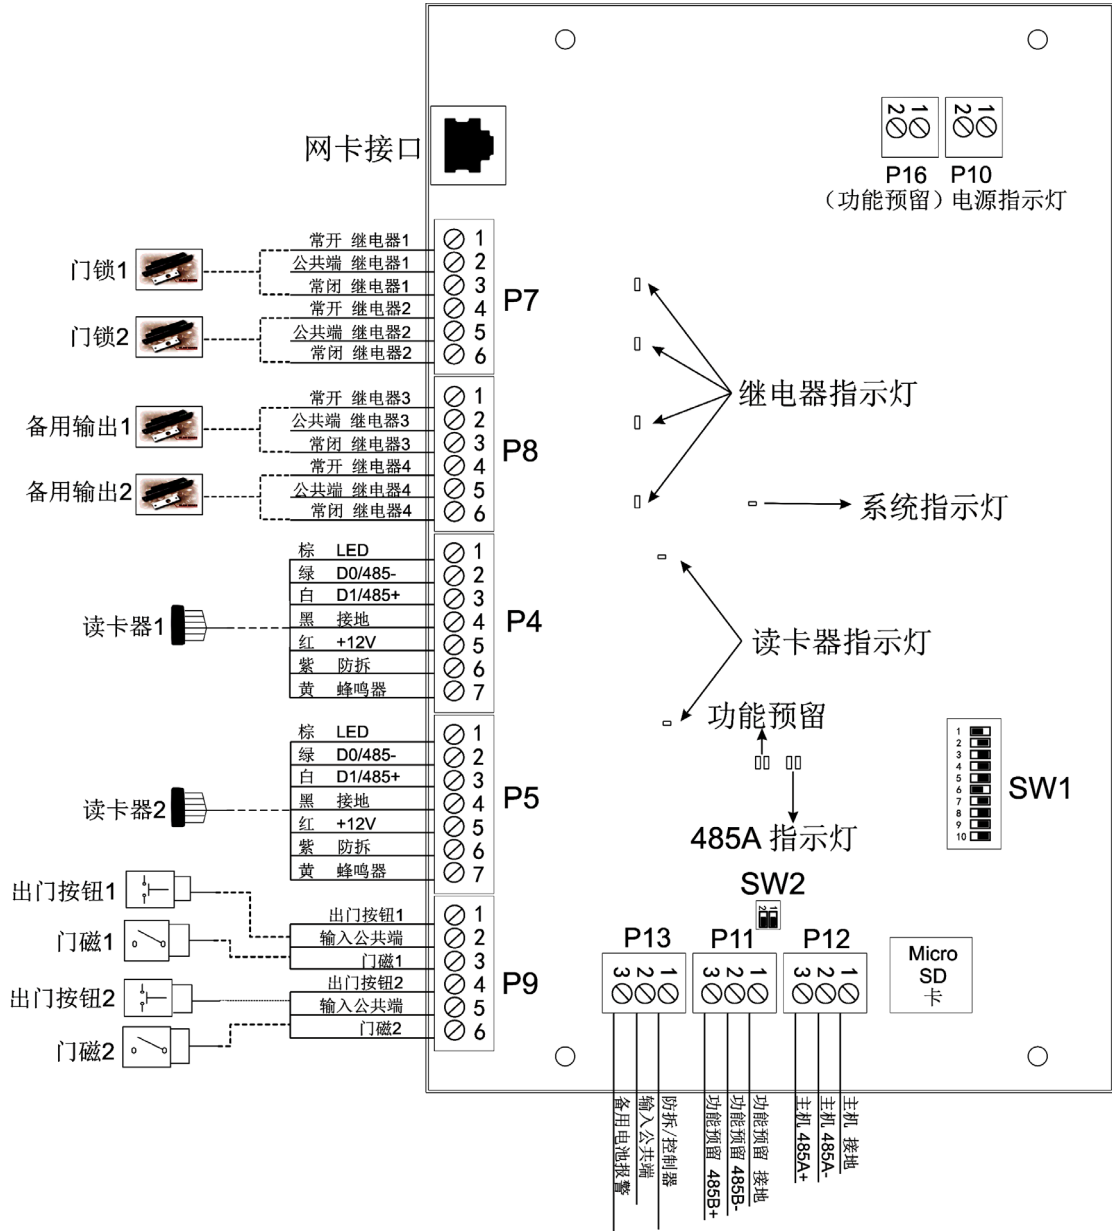 网卡接口
2 1
2 1
P16 P10
（功能预留）电源指示灯
门锁1
常开 继电器1 1
公共端 继电器1 2
常闭 继电器1 3
门锁2
常开 继电器2 4
公共端 继电器2 5
常闭 继电器2 6
P7
继电器指示灯
备用输出1
常开 继电器3 1
公共端 继电器3 2
常闭 继电器3 3
备用输出2
常开 继电器4 4
公共端 继电器4 5
常闭 继电器4 6
P8
系统指示灯
读卡器1
棕 LED 1
绿 D0/485- 2
白 D1/485+ 3
黑 接地 4
红 +12V 5
紫 防拆 6
黄 蜂鸣器 7
P4
读卡器指示灯
功能预留
读卡器2
棕 LED 1
绿 D0/485- 2
白 D1/485+ 3
黑 接地 4
红 +12V 5
紫 防拆 6
黄 蜂鸣器 7
P5
485A 指示灯
1
2
3
4
5
6
7
8
9
10
SW1
SW2
2 1
出门按钮1
门磁1
出门按钮2
门磁2
出门按钮1 1
输入公共端 2
门磁1 3
出门按钮2 4
输入公共端 5
门磁2 6
P9
P13 P11 P12
3 2 1
3 2 1
3 2 1
Micro
SD
卡
备用电池报警
输入公共端
防拆/控制器
功能预留 485B+
功能预留 485B-
功能预留 接地
主机 485A+
主机 485A-
主机 接地